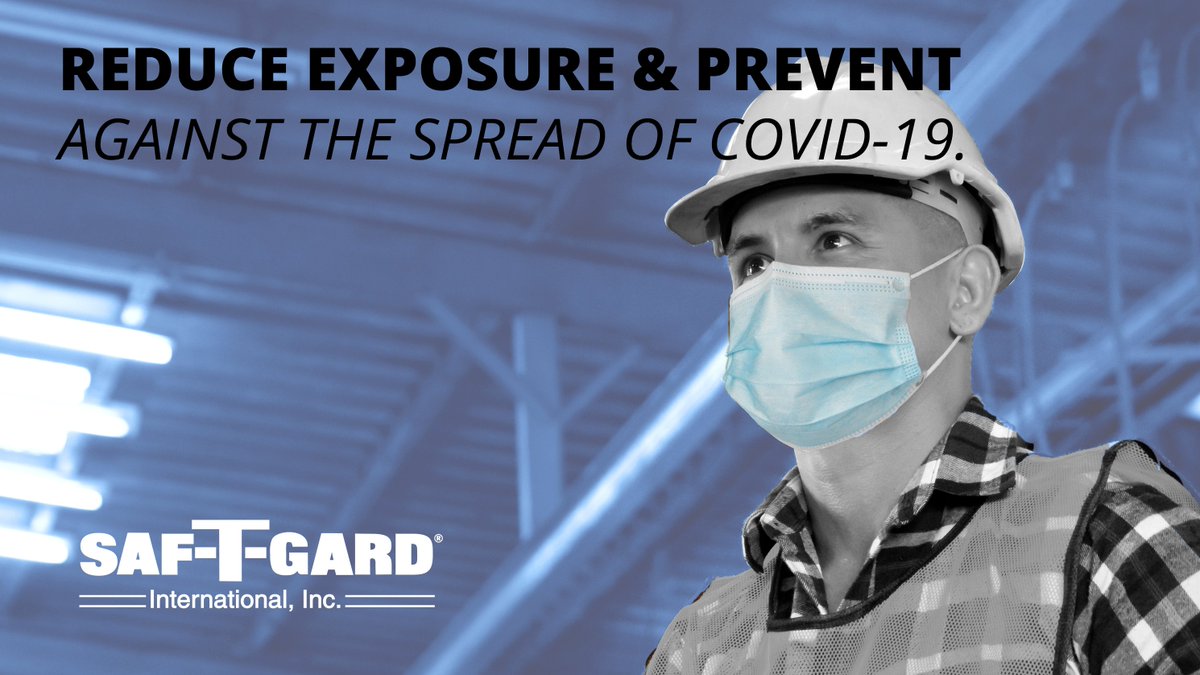 REDUCE EXPOSURE & PREVENT
AGAINST THE SPREAD OF COVID-19.
SAF-T-GARD®
International, Inc.